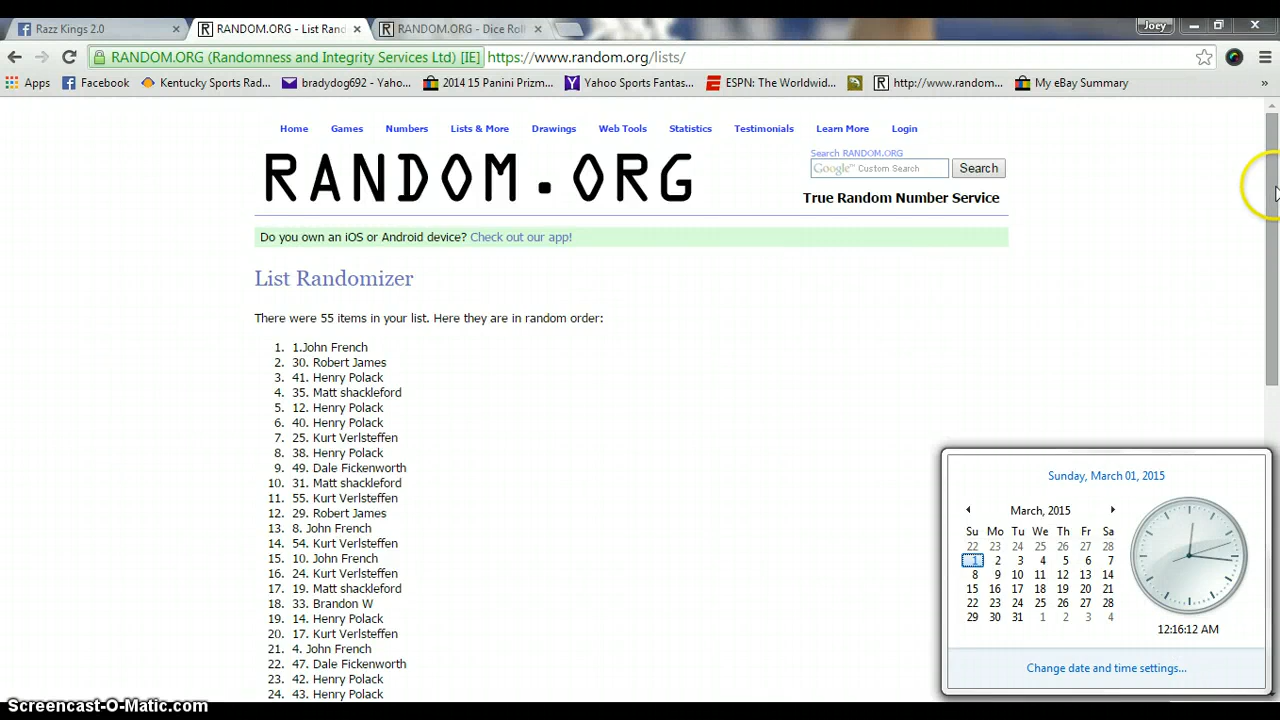 Razz Kings 2.0
RANDOM.ORG - List Ran
RANDOM.ORG - Dice Roll
Joey
RANDOM.ORG (Randomness and Integrity Services Ltd) [IE] https://www.random.org/lists/
Apps Facebook Kentucky Sports Rad... bradydog692 - Yaho... 2014 15 Panini Prizm... Yahoo Sports Fantas... ESPN: The Worldwid... http://www.random... My eBay Summary »
Home Games Numbers Lists & More Drawings Web Tools Statistics Testimonials Learn More Login
RANDOM.ORG
Search RANDOM.ORG
Google™ Custom Search Search
True Random Number Service
Do you own an iOS or Android device? Check out our app!
List Randomizer
There were 55 items in your list. Here they are in random order:
1. 1.John French
2. 30. Robert James
3. 41. Henry Polack
4. 35. Matt shackleford
5. 12. Henry Polack
6. 40. Henry Polack
7. 25. Kurt Verlsteffen
8. 38. Henry Polack
9. 49. Dale Fickenworth
10. 31. Matt shackleford
11. 55. Kurt Verlsteffen
12. 29. Robert James
13. 8. John French
14. 54. Kurt Verlsteffen
15. 10. John French
16. 24. Kurt Verlsteffen
17. 19. Matt shackleford
18. 33. Brandon W
19. 14. Henry Polack
20. 17. Kurt Verlsteffen
21. 4. John French
22. 47. Dale Fickenworth
23. 42. Henry Polack
24. 43. Henry Polack
Sunday, March 01, 2015
March, 2015
Su Mo Tu We Th Fr Sa
22 23 24 25 26 27 28
1 2 3 4 5 6 7
8 9 10 11 12 13 14
15 16 17 18 19 20 21
22 23 24 25 26 27 28
29 30 31 1 2 3 4
12:16:12 AM
Change date and time settings...
Screencast-O-Matic.com